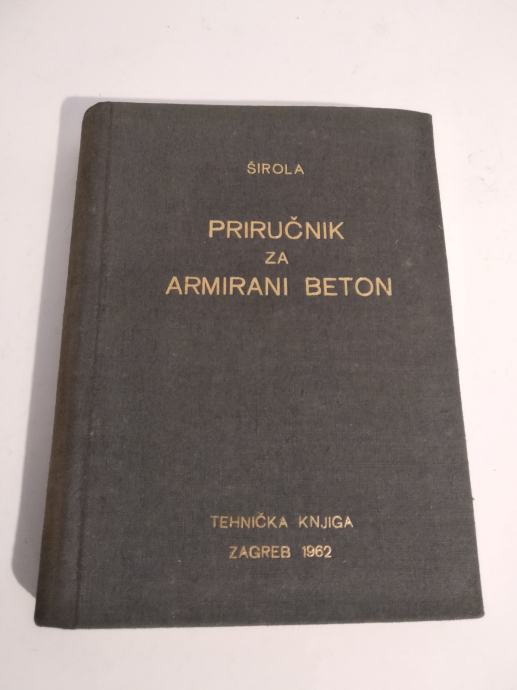 ŠIROLA
PRIRUČNIK
ZA
ARMIRANI BETON
TEHNIČKA KNJIGA
ZAGREB 1962